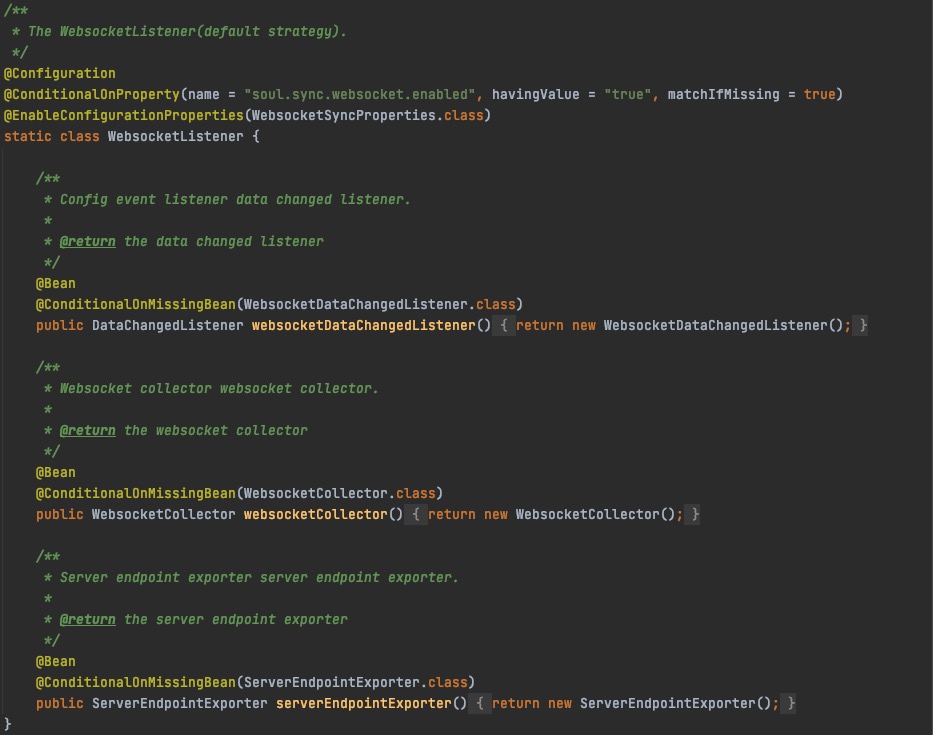 /**
 * The WebsocketListener(default strategy).
 */
@Configuration
@ConditionalOnProperty(name = "soul.sync.websocket.enabled", havingValue = "true", matchIfMissing = true)
@EnableConfigurationProperties(WebsocketSyncProperties.class)
static class WebsocketListener {
    /**
     * Config event listener data changed listener.
     *
     * @return the data changed listener
     */
    @Bean
    @ConditionalOnMissingBean(WebsocketDataChangedListener.class)
    public DataChangedListener websocketDataChangedListener() { return new WebsocketDataChangedListener(); }
    /**
     * Websocket collector websocket collector.
     *
     * @return the websocket collector
     */
    @Bean
    @ConditionalOnMissingBean(WebsocketCollector.class)
    public WebsocketCollector websocketCollector() { return new WebsocketCollector(); }
    /**
     * Server endpoint exporter server endpoint exporter.
     *
     * @return the server endpoint exporter
     */
    @Bean
    @ConditionalOnMissingBean(ServerEndpointExporter.class)
    public ServerEndpointExporter serverEndpointExporter() { return new ServerEndpointExporter(); }
}